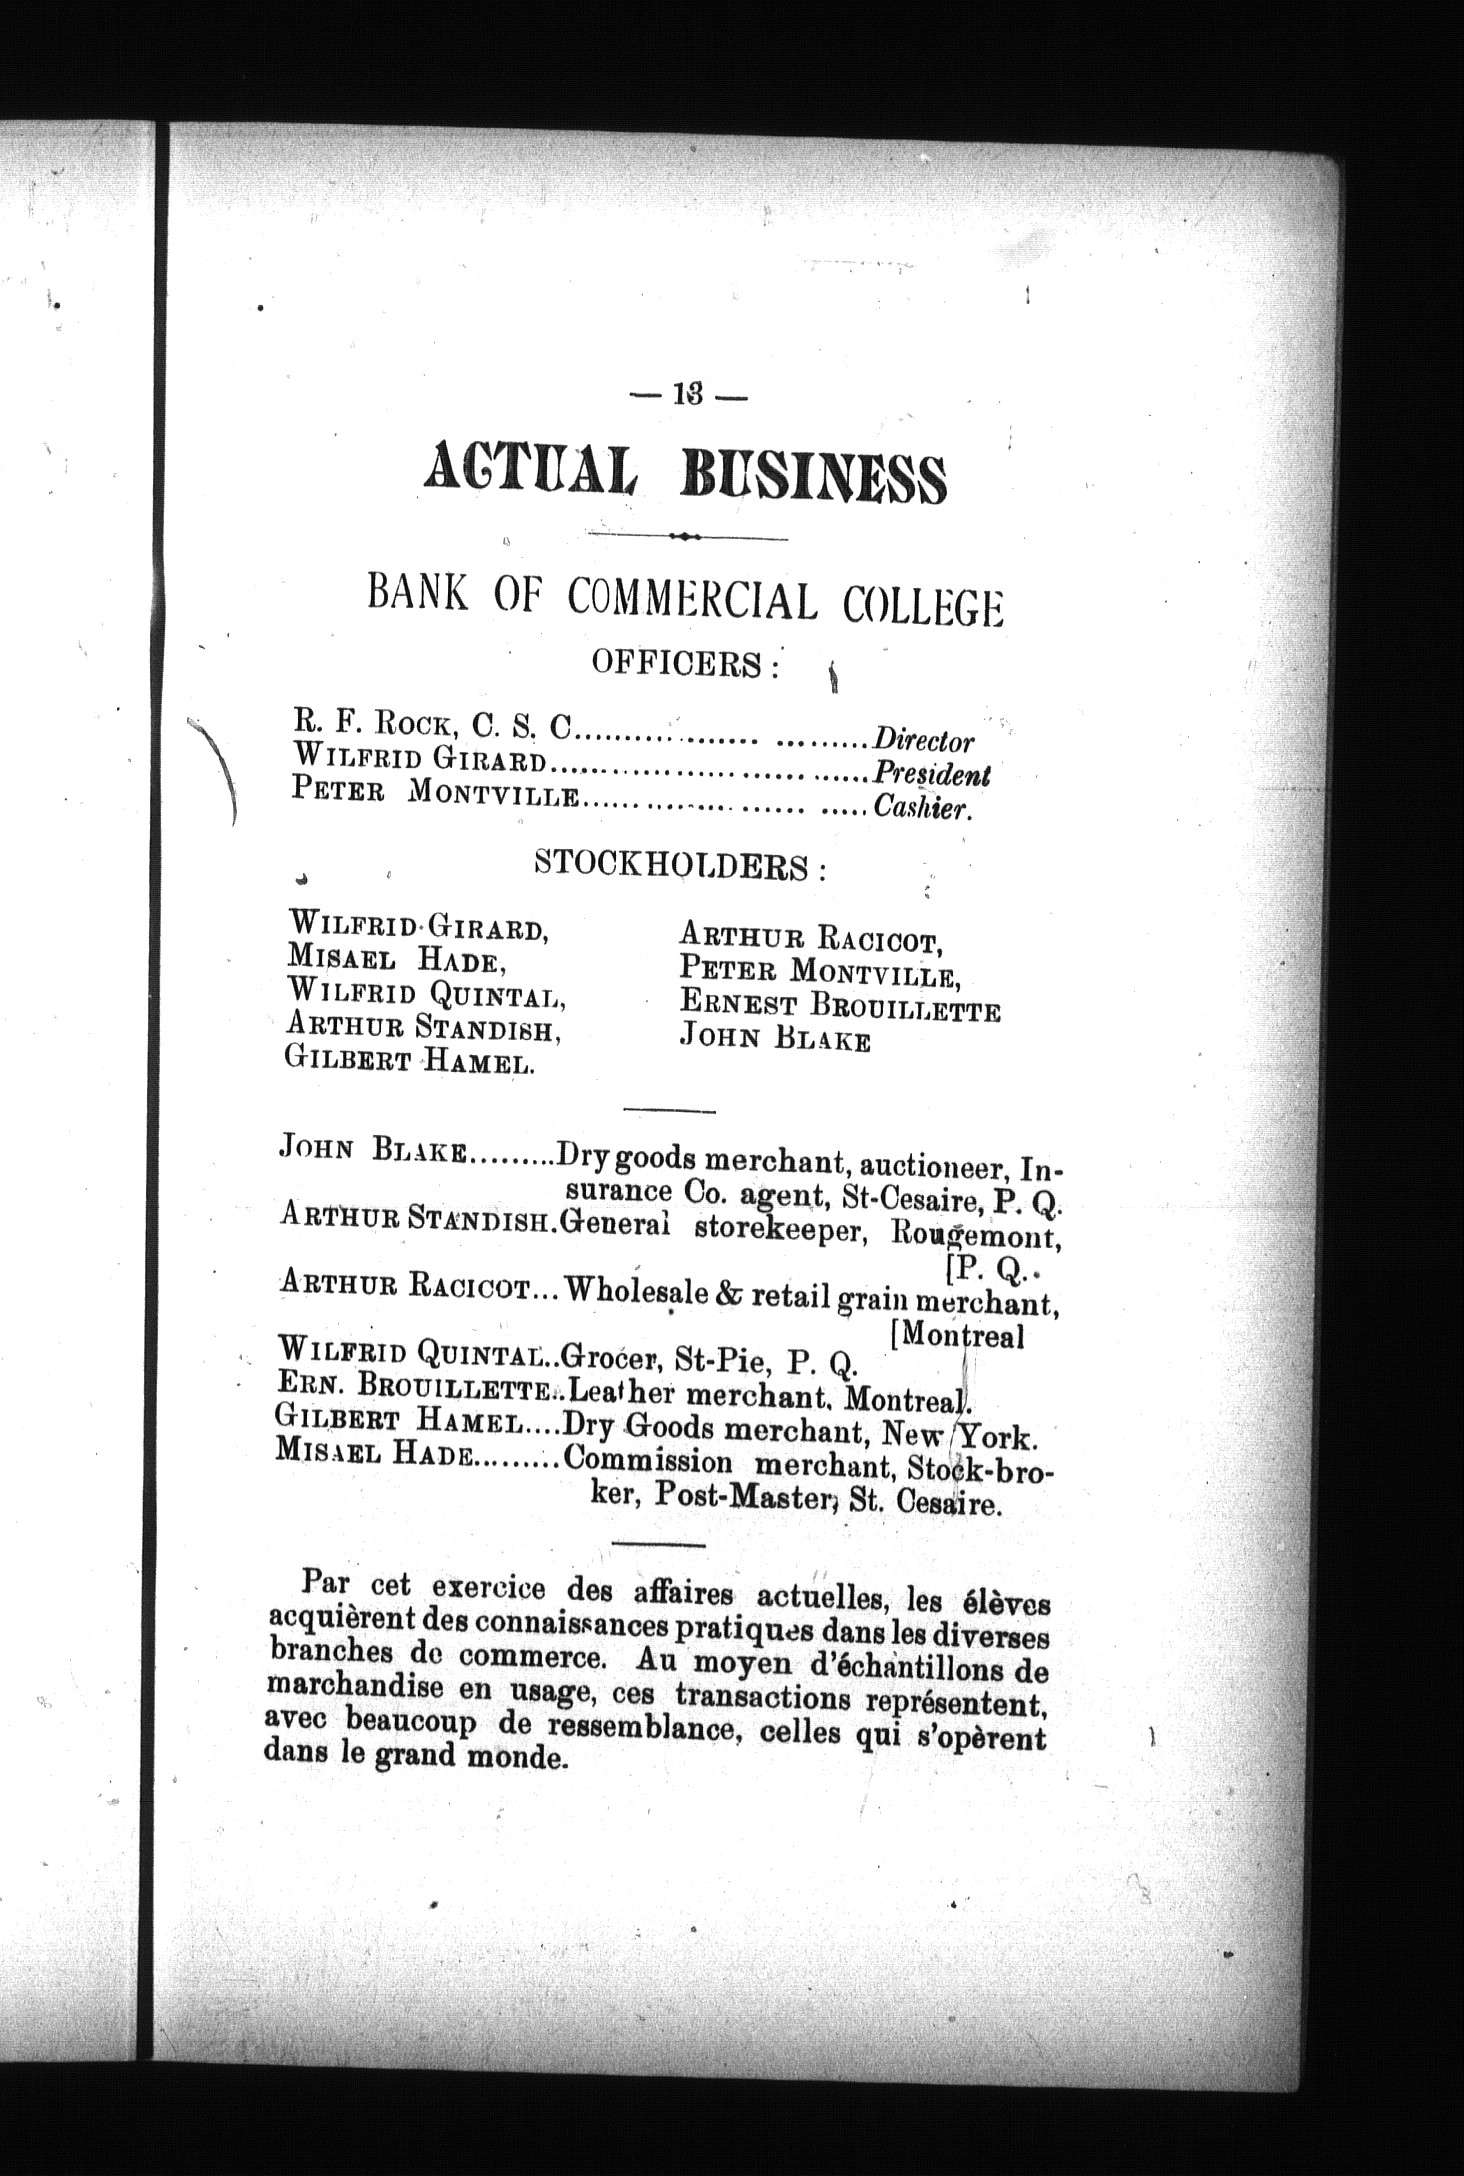 — 13 —
ACTUAL BUSINESS
BANK OF COMMERCIAL COLLEGE
OFFICERS :
R. F. ROCK, C. S. C.............................Director
WILFRID GIRARD................................President
PETER MONTVILLE............................Cashier.
STOCKHOLDERS :
WILFRID GIRARD,
MISAEL HADE,
WILFRID QUINTAL,
ARTHUR STANDISH,
GILBERT HAMEL.
ARTHUR RACICOT,
PETER MONTVILLE,
ERNEST BROUILLETTE
JOHN BLAKE
JOHN BLAKE.........Dry goods merchant, auctioneer, In-
surance Co. agent, St-Cesaire, P. Q.
ARTHUR STANDISH.General storekeeper, Rougemont,
[P. Q..
ARTHUR RACICOT...Wholesale & retail grain merchant,
[Montreal
WILFRID QUINTAL..Grocer, St-Pie, P. Q.
ERN. BROUILLETTE..Leather merchant. Montreal.
GILBERT HAMEL....Dry Goods merchant, New York.
MISAEL HADE.........Commission merchant, Stock-bro-
ker, Post-Master, St. Cesaire.
Par cet exercice des affaires actuelles, les élèves
acquièrent des connaissances pratiques dans les diverses
branches de commerce. Au moyen d'échantillons de
marchandise en usage, ces transactions représentent,
avec beaucoup de ressemblance, celles qui s'opèrent
dans le grand monde.